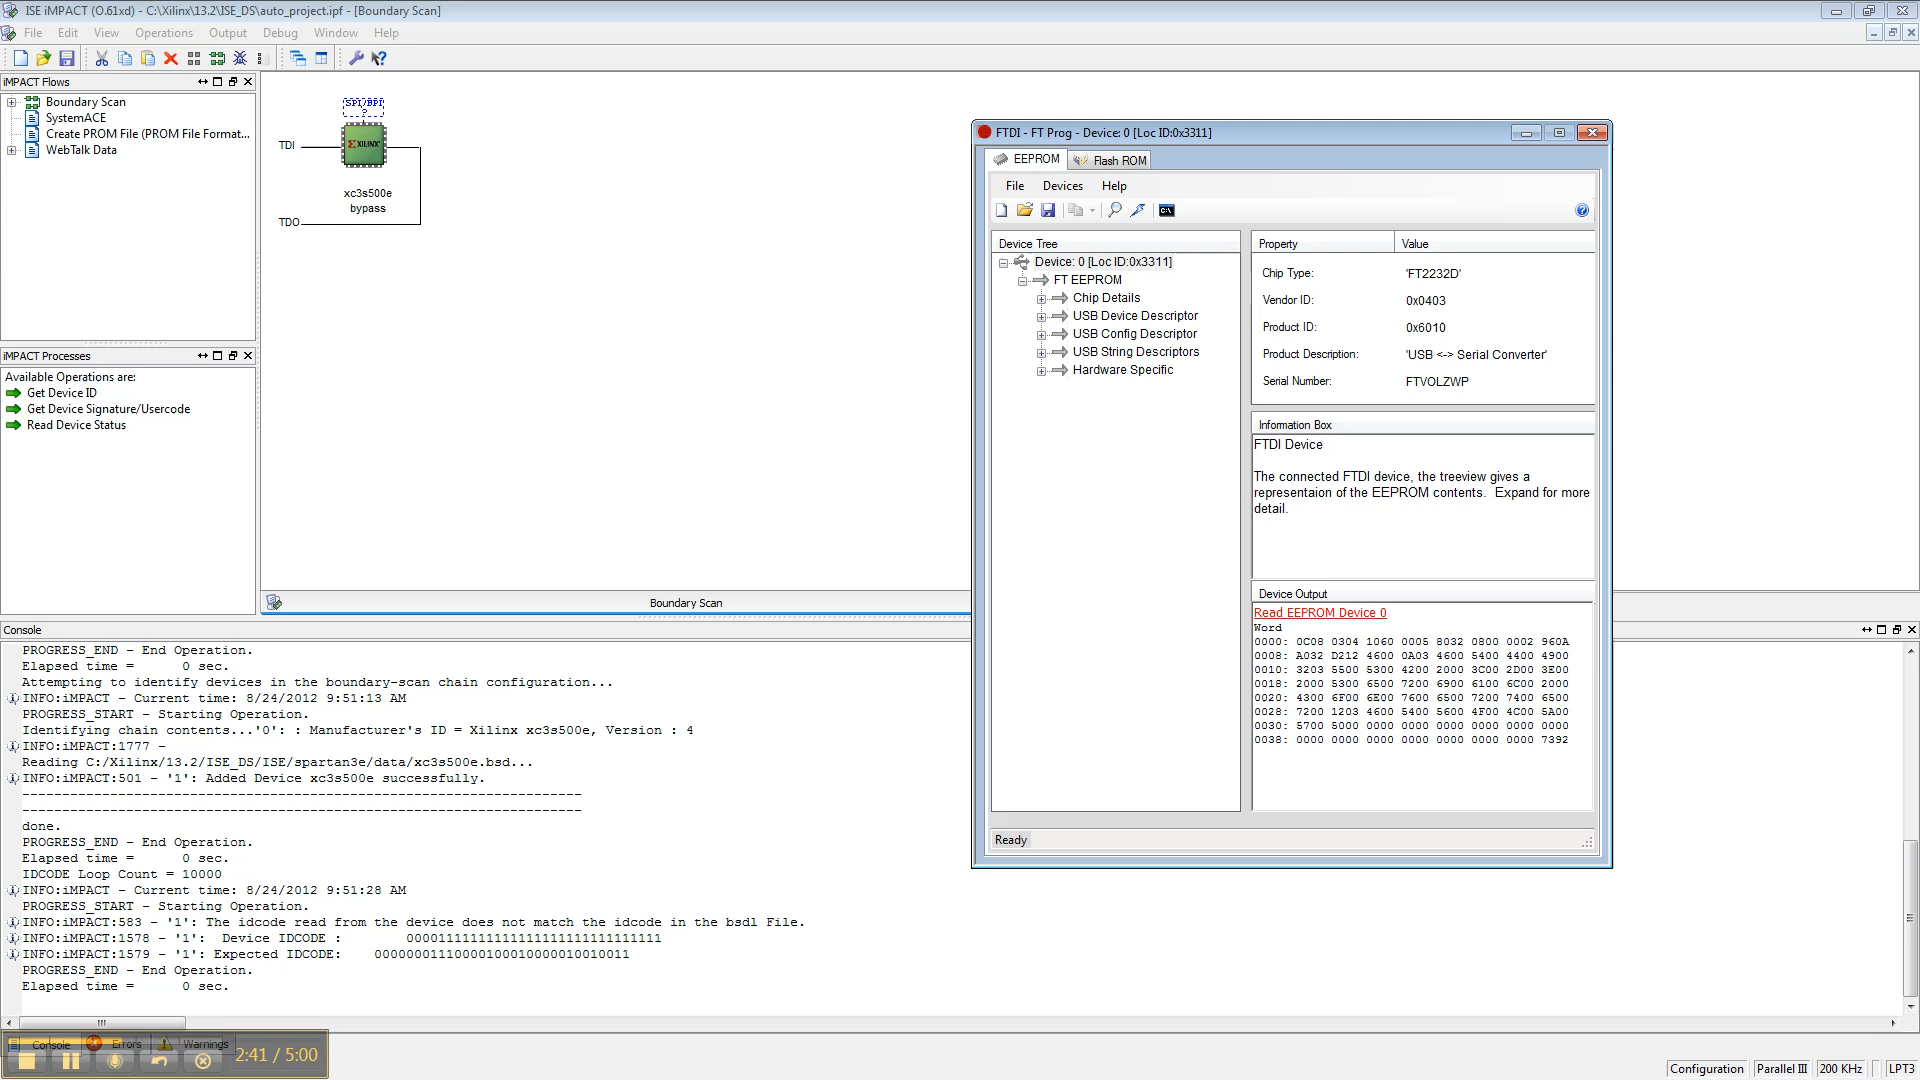 ISE iMPACT (O.61xd) - C:\Xilinx\13.2\ISE_DS\auto_project.ipf - [Boundary Scan]
File Edit View Operations Output Debug Window Help
iMPACT Flows
Boundary Scan
SystemACE
Create PROM File (PROM File Format...
WebTalk Data
SPI/BPI
?
TDI
XILINX
xc3s500e
bypass
TDO
iMPACT Processes
Available Operations are:
Get Device ID
Get Device Signature/Usercode
Read Device Status
Boundary Scan
FTDI - FT Prog - Device: 0 [Loc ID:0x3311]
EEPROM Flash ROM
File Devices Help
Device Tree
Device: 0 [Loc ID:0x3311]
FT EEPROM
Chip Details
USB Device Descriptor
USB Config Descriptor
USB String Descriptors
Hardware Specific
Property Value
Chip Type: 'FT2232D'
Vendor ID: 0x0403
Product ID: 0x6010
Product Description: 'USB <-> Serial Converter'
Serial Number: FTVOLZWP
Information Box
FTDI Device
The connected FTDI device, the treeview gives a
representaion of the EEPROM contents. Expand for more
detail.
Device Output
Read EEPROM Device 0
Word
0000: 0C08 0304 1060 0005 8032 0800 0002 960A
0008: A032 D212 4600 0A03 4600 5400 4400 4900
0010: 3203 5500 5300 4200 2000 3C00 2D00 3E00
0018: 2000 5300 6500 7200 6900 6100 6C00 2000
0020: 4300 6F00 6E00 7600 6500 7200 7400 6500
0028: 7200 1203 4600 5400 5600 4F00 4C00 5A00
0030: 5700 5000 0000 0000 0000 0000 0000 0000
0038: 0000 0000 0000 0000 0000 0000 0000 7392
Ready
Console
PROGRESS_END - End Operation.
Elapsed time = 0 sec.
Attempting to identify devices in the boundary-scan chain configuration...
INFO:iMPACT - Current time: 8/24/2012 9:51:13 AM
PROGRESS_START - Starting Operation.
Identifying chain contents...'0': : Manufacturer's ID = Xilinx xc3s500e, Version : 4
INFO:iMPACT:1777 -
Reading C:/Xilinx/13.2/ISE_DS/ISE/spartan3e/data/xc3s500e.bsd...
INFO:iMPACT:501 - '1': Added Device xc3s500e successfully.
----------------------------------------------------------------------
----------------------------------------------------------------------
done.
PROGRESS_END - End Operation.
Elapsed time = 0 sec.
IDCODE Loop Count = 10000
INFO:iMPACT - Current time: 8/24/2012 9:51:28 AM
PROGRESS_START - Starting Operation.
INFO:iMPACT:583 - '1': The idcode read from the device does not match the idcode in the bsdl File.
INFO:iMPACT:1578 - '1': Device IDCODE : 00001111111111111111111111111111
INFO:iMPACT:1579 - '1': Expected IDCODE: 00000001110000100010000010010011
PROGRESS_END - End Operation.
Elapsed time = 0 sec.
Console Errors Warnings
2:41 / 5:00
Configuration Parallel III 200 KHz LPT3